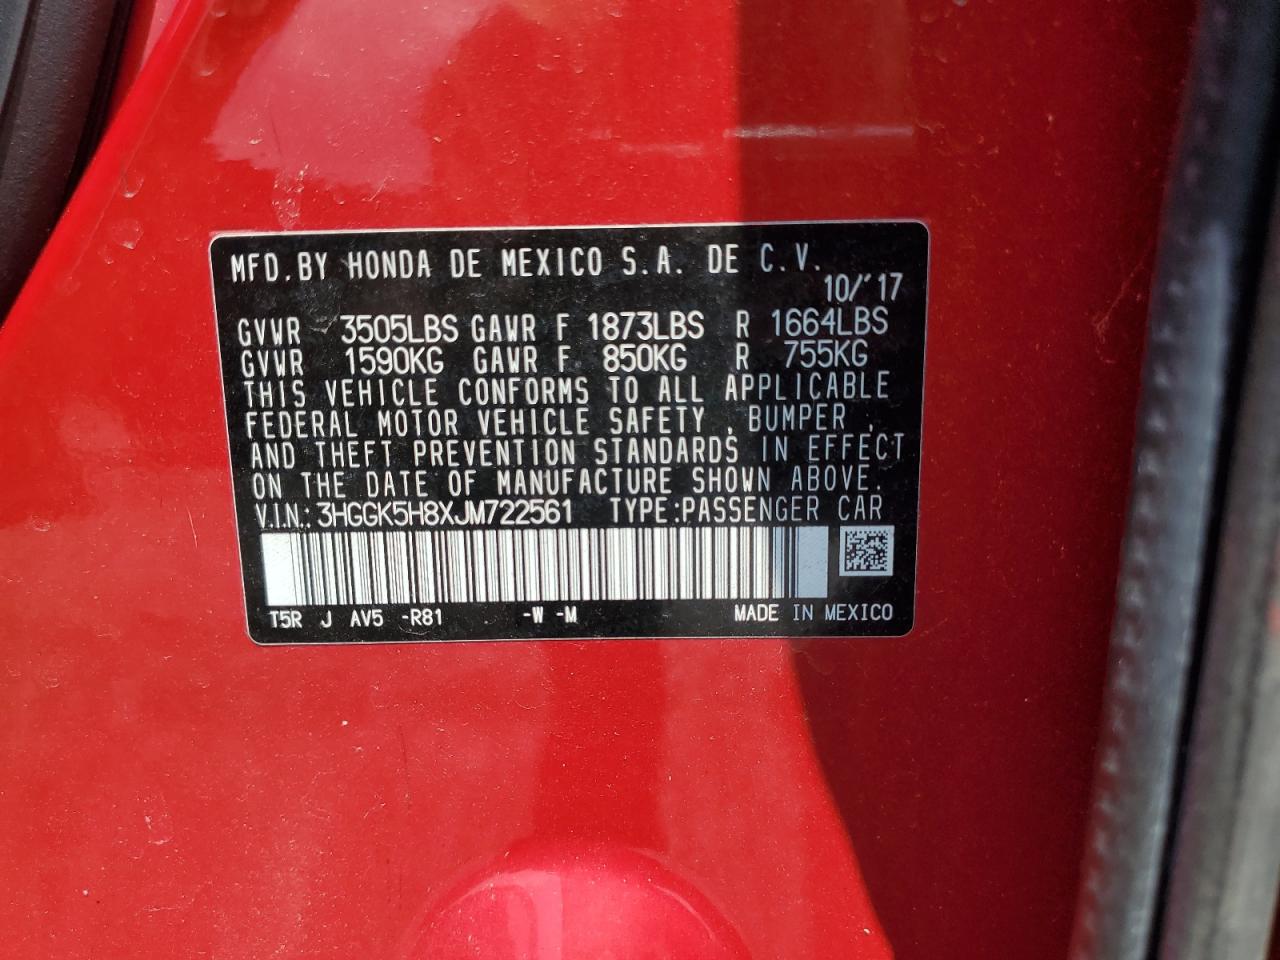 MFD. BY HONDA DE MEXICO S.A. DE C.V.
10/'17
GVWR 3505LBS GAWR F 1873LBS R 1664LBS
GVWR 1590KG GAWR F 850KG R 755KG
THIS VEHICLE CONFORMS TO ALL APPLICABLE
FEDERAL MOTOR VEHICLE SAFETY, BUMPER,
AND THEFT PREVENTION STANDARDS IN EFFECT
ON THE DATE OF MANUFACTURE SHOWN ABOVE.
V.I.N.: 3HGGK5H8XJM722561 TYPE:PASSENGER CAR
T5R J AV5 -R81 -W -M MADE IN MEXICO